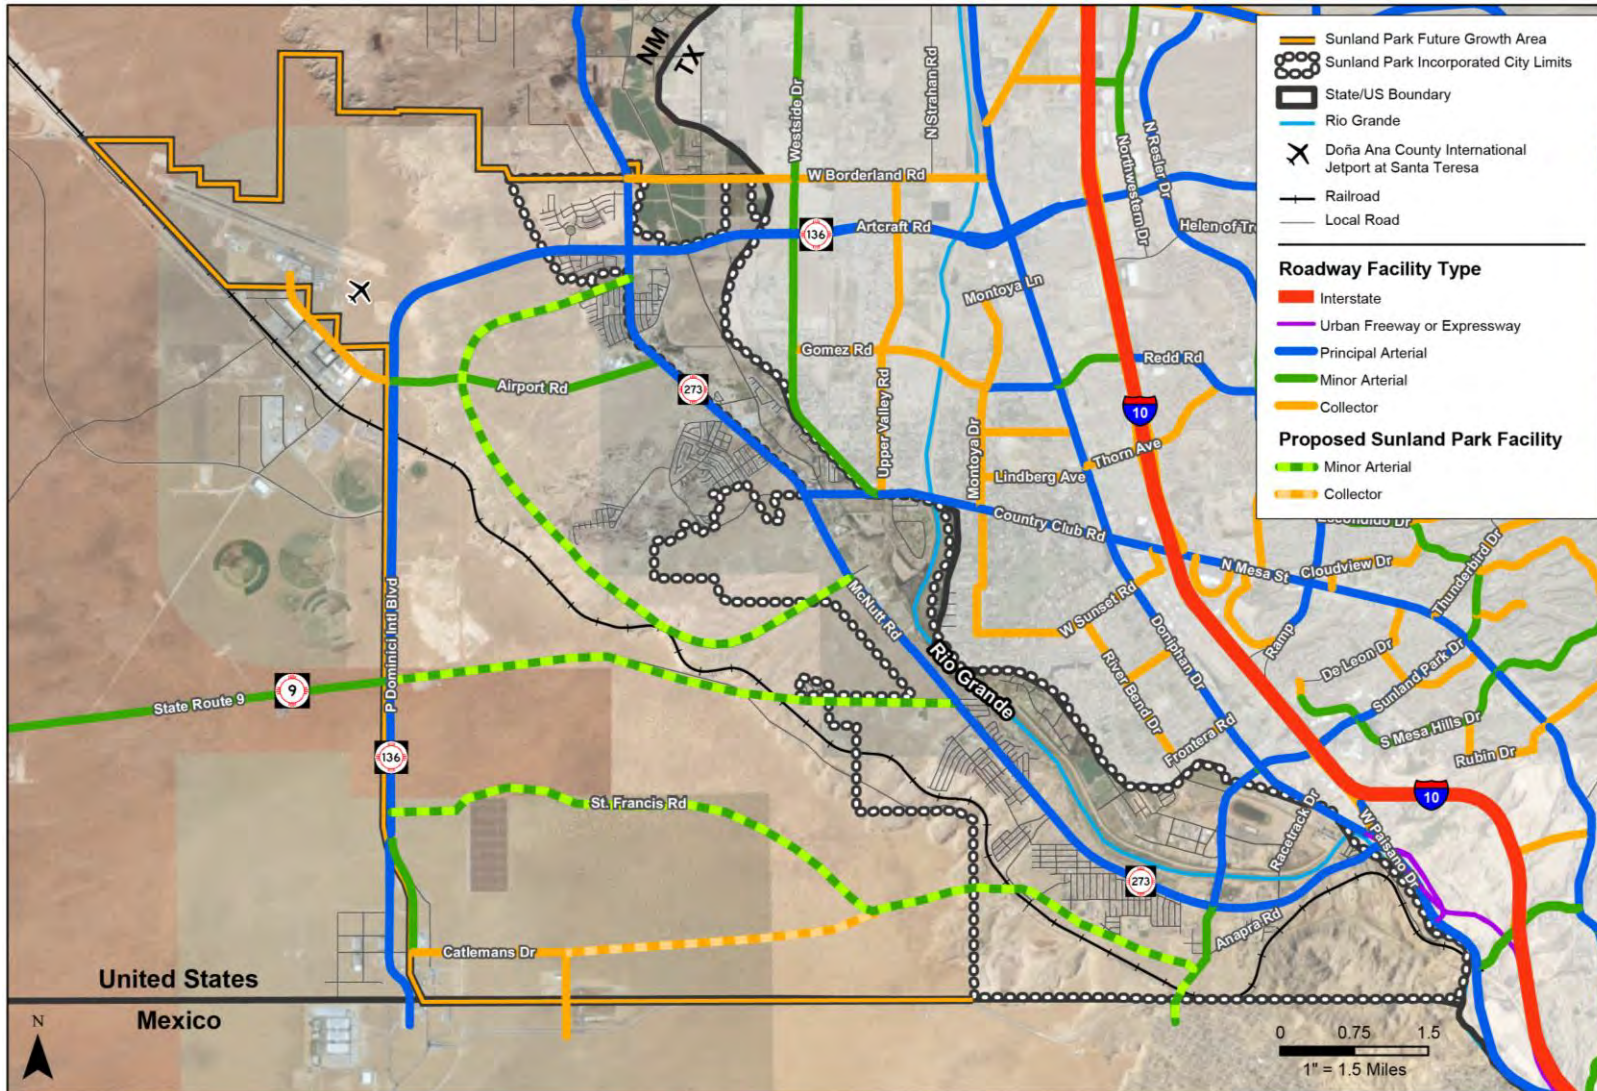 NM
TX
Westside Dr
N Strahan Rd
Northwestern Dr
N Resler Dr
W Borderland Rd
136
Artcraft Rd
Montoya Ln
Gomez Rd
Redd Rd
Airport Rd
273
10
Upper Valley Rd
Montoya Dr
Thorn Ave
Lindberg Ave
Country Club Rd
N Mesa St
Cloudview Dr
Thunderbird Dr
P Dominici Intl Blvd
McNutt Rd
W Sunset Rd
Doniphan Dr
Ramp
De Leon Dr
Sunland Park Dr
River Bend Dr
Rio Grande
Frontera Rd
S Mesa Hills Dr
Rubin Dr
State Route 9
9
136
St. Francis Rd
10
Racetrack Dr
W Paisano Dr
273
Anapra Rd
Catlemans Dr
United States
Mexico
N
0 0.75 1.5
1" = 1.5 Miles
Sunland Park Future Growth Area
Sunland Park Incorporated City Limits
State/US Boundary
Rio Grande
Doña Ana County International
Jetport at Santa Teresa
Railroad
Local Road
Roadway Facility Type
Interstate
Urban Freeway or Expressway
Principal Arterial
Minor Arterial
Collector
Proposed Sunland Park Facility
Minor Arterial
Collector